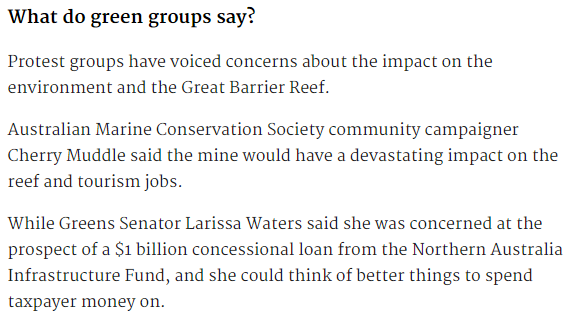 What do green groups say?
Protest groups have voiced concerns about the impact on the
environment and the Great Barrier Reef.
Australian Marine Conservation Society community campaigner
Cherry Muddle said the mine would have a devastating impact on the
reef and tourism jobs.
While Greens Senator Larissa Waters said she was concerned at the
prospect of a $1 billion concessional loan from the Northern Australia
Infrastructure Fund, and she could think of better things to spend
taxpayer money on.